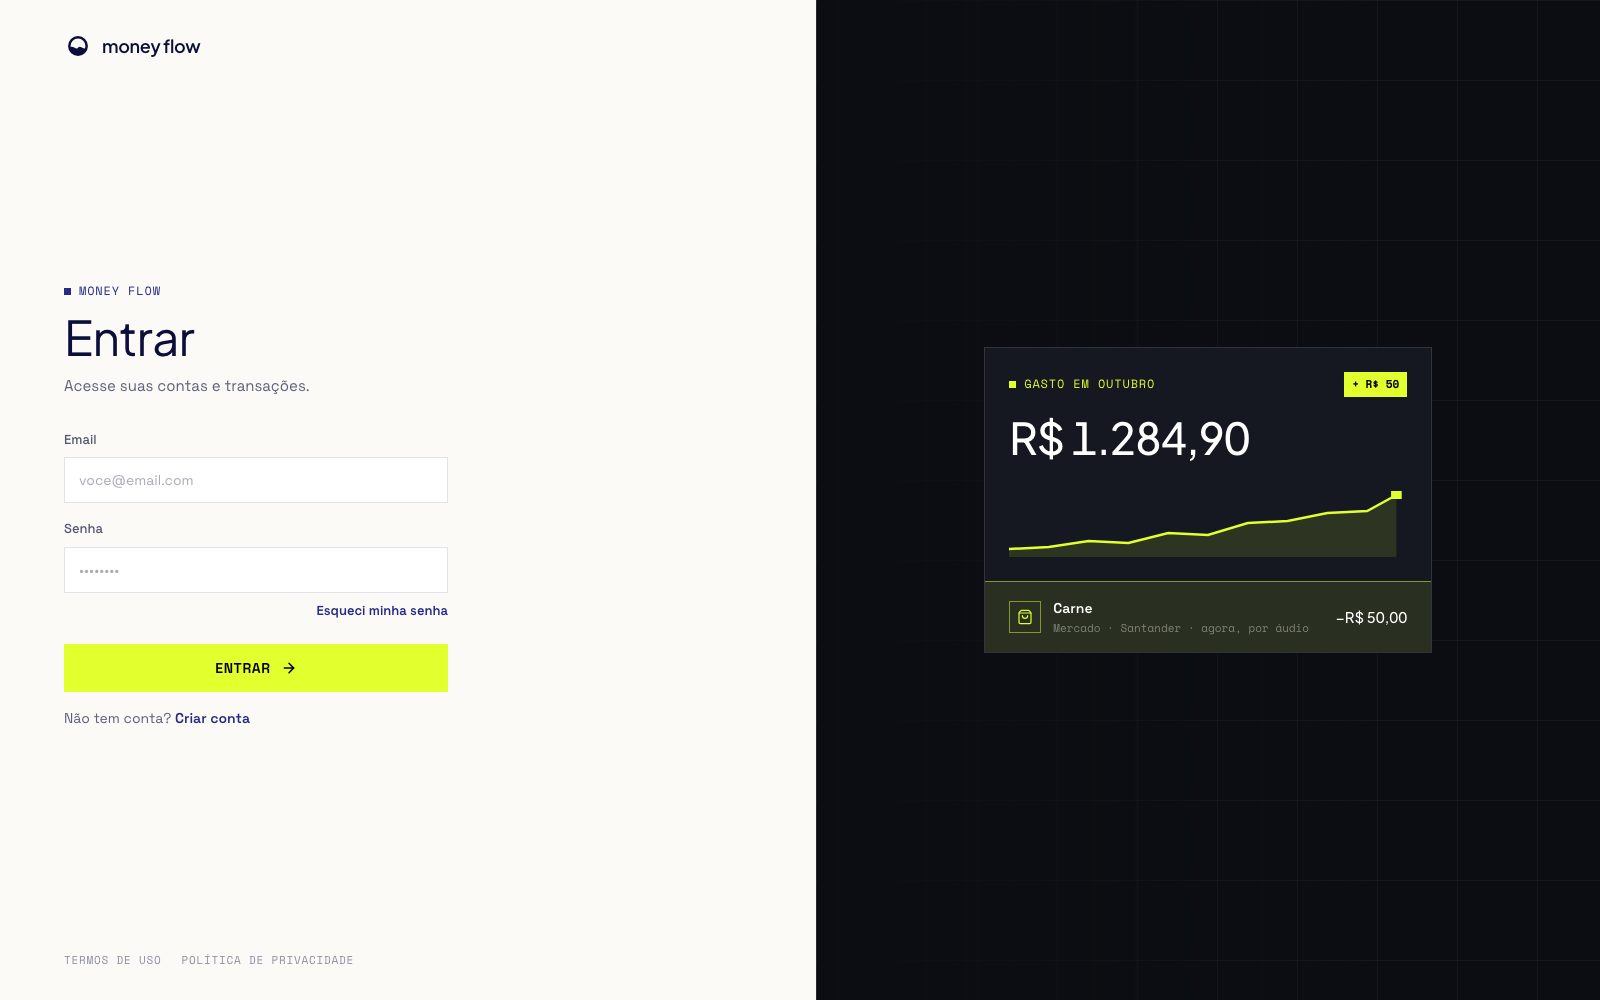 money flow
MONEY FLOW
Entrar
Acesse suas contas e transações.
Email
voce@email.com
Senha
••••••••
Esqueci minha senha
ENTRAR →
Não tem conta? Criar conta
TERMOS DE USO POLÍTICA DE PRIVACIDADE
GASTO EM OUTUBRO
+ R$ 50
R$ 1.284,90
Carne
Mercado · Santander · agora, por áudio
−R$ 50,00